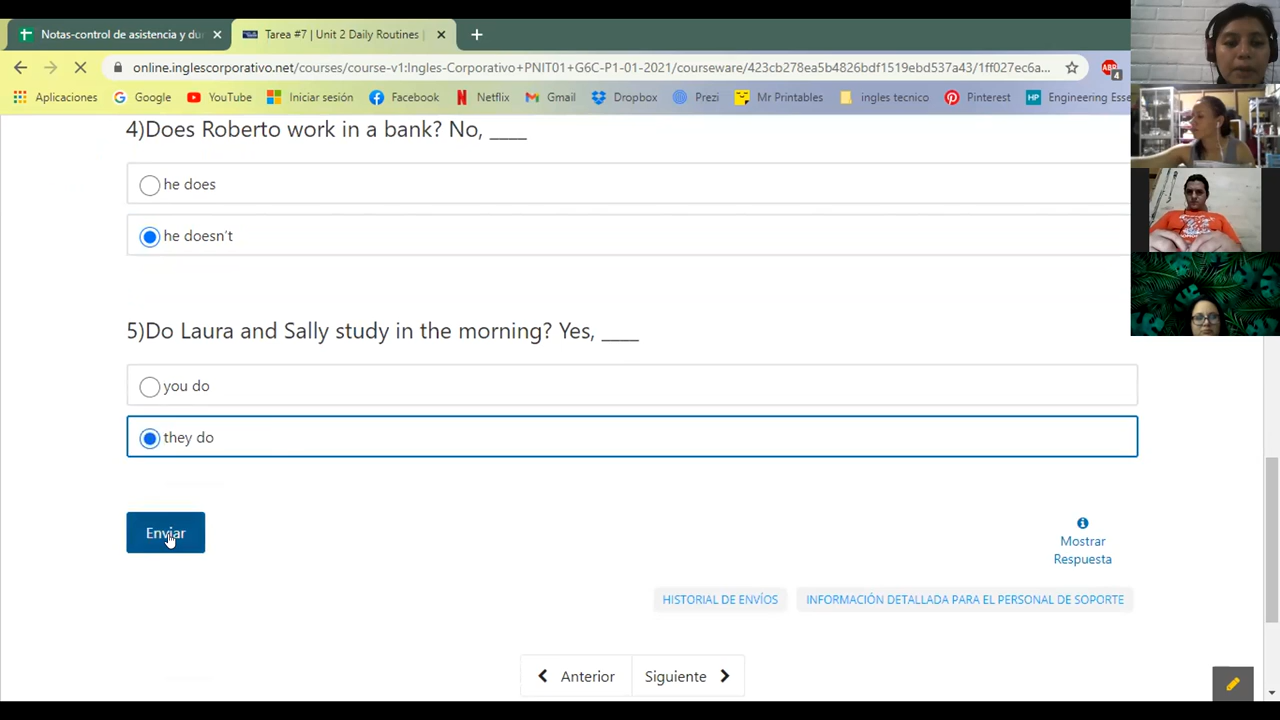 Notas-control de asistencia y du
Tarea #7 | Unit 2 Daily Routines |
online.inglescorporativo.net/courses/course-v1:Ingles-Corporativo+PNIT01+G6C-P1-01-2021/courseware/423cb278ea5b4826bdf1519ebd537a43/1ff027ec6a...
Aplicaciones Google YouTube Iniciar sesión Facebook Netflix Gmail Dropbox Prezi Mr Printables ingles tecnico Pinterest Engineering Esse
4)Does Roberto work in a bank? No, ____
he does
he doesn’t
5)Do Laura and Sally study in the morning? Yes, ____
you do
they do
Enviar
Mostrar
Respuesta
HISTORIAL DE ENVÍOS INFORMACIÓN DETALLADA PARA EL PERSONAL DE SOPORTE
Anterior Siguiente